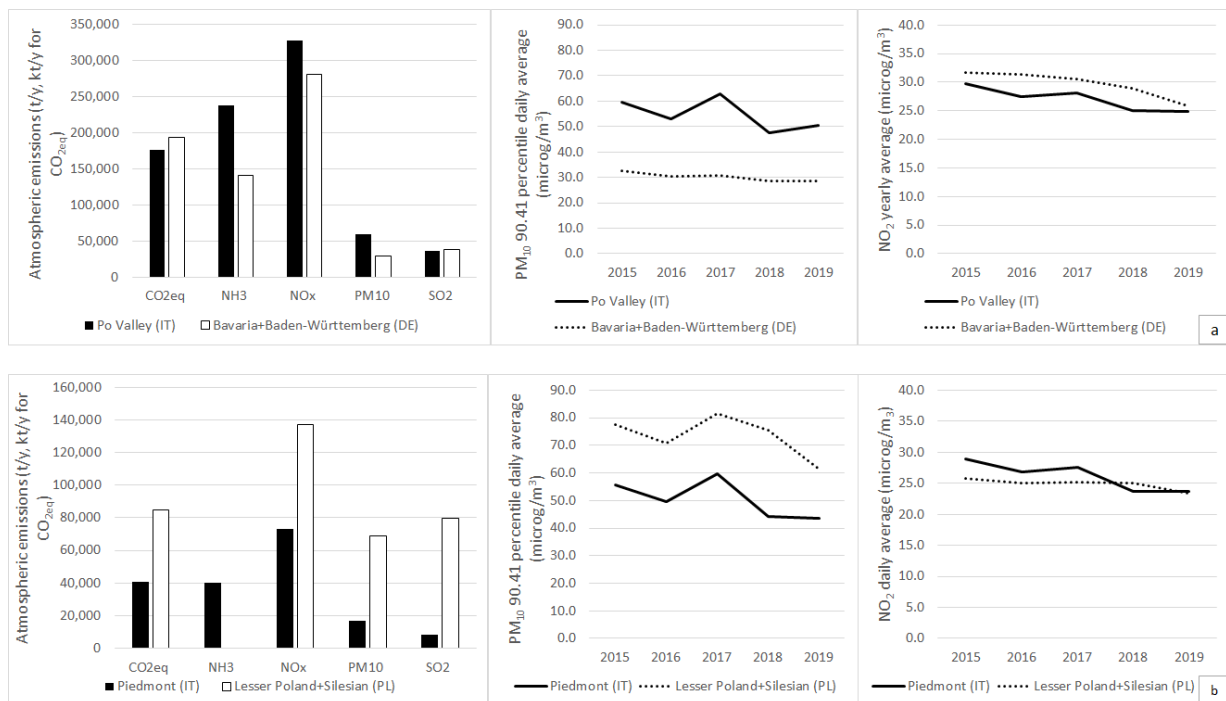 Atmospheric emissions (t/y, kt/y for
CO2eq)
350,000
300,000
250,000
200,000
150,000
100,000
50,000
0
CO2eq NH3 NOx PM10 SO2
Po Valley (IT) Bavaria+Baden-Württemberg (DE)
PM10 90.41 percentile daily average
(microg/m3)
90.0
80.0
70.0
60.0
50.0
40.0
30.0
20.0
10.0
0.0
2015 2016 2017 2018 2019
Po Valley (IT)
Bavaria+Baden-Württemberg (DE)
NO2 yearly average (microg/m3)
40.0
35.0
30.0
25.0
20.0
15.0
10.0
5.0
0.0
2015 2016 2017 2018 2019
Po Valley (IT)
Bavaria+Baden-Württemberg (DE)
a
Atmospheric emissions (t/y, kt/y for
CO2eq)
160,000
140,000
120,000
100,000
80,000
60,000
40,000
20,000
0
CO2eq NH3 NOx PM10 SO2
Piedmont (IT) Lesser Poland+Silesian (PL)
PM10 90.41 percentile daily average
(microg/m3)
90.0
80.0
70.0
60.0
50.0
40.0
30.0
20.0
10.0
0.0
2015 2016 2017 2018 2019
Piedmont (IT) Lesser Poland+Silesian (PL)
NO2 daily average (microg/m3)
40.0
35.0
30.0
25.0
20.0
15.0
10.0
5.0
0.0
2015 2016 2017 2018 2019
Piedmont (IT) Lesser Poland+Silesian (PL)
b